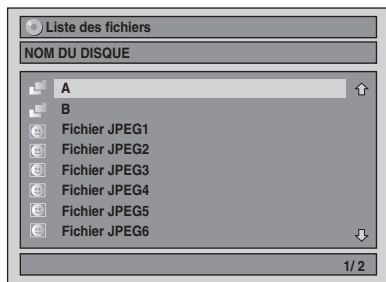 Liste des fichiers
NOM DU DISQUE
A
B
Fichier JPEG1
Fichier JPEG2
Fichier JPEG3
Fichier JPEG4
Fichier JPEG5
Fichier JPEG6
1/ 2